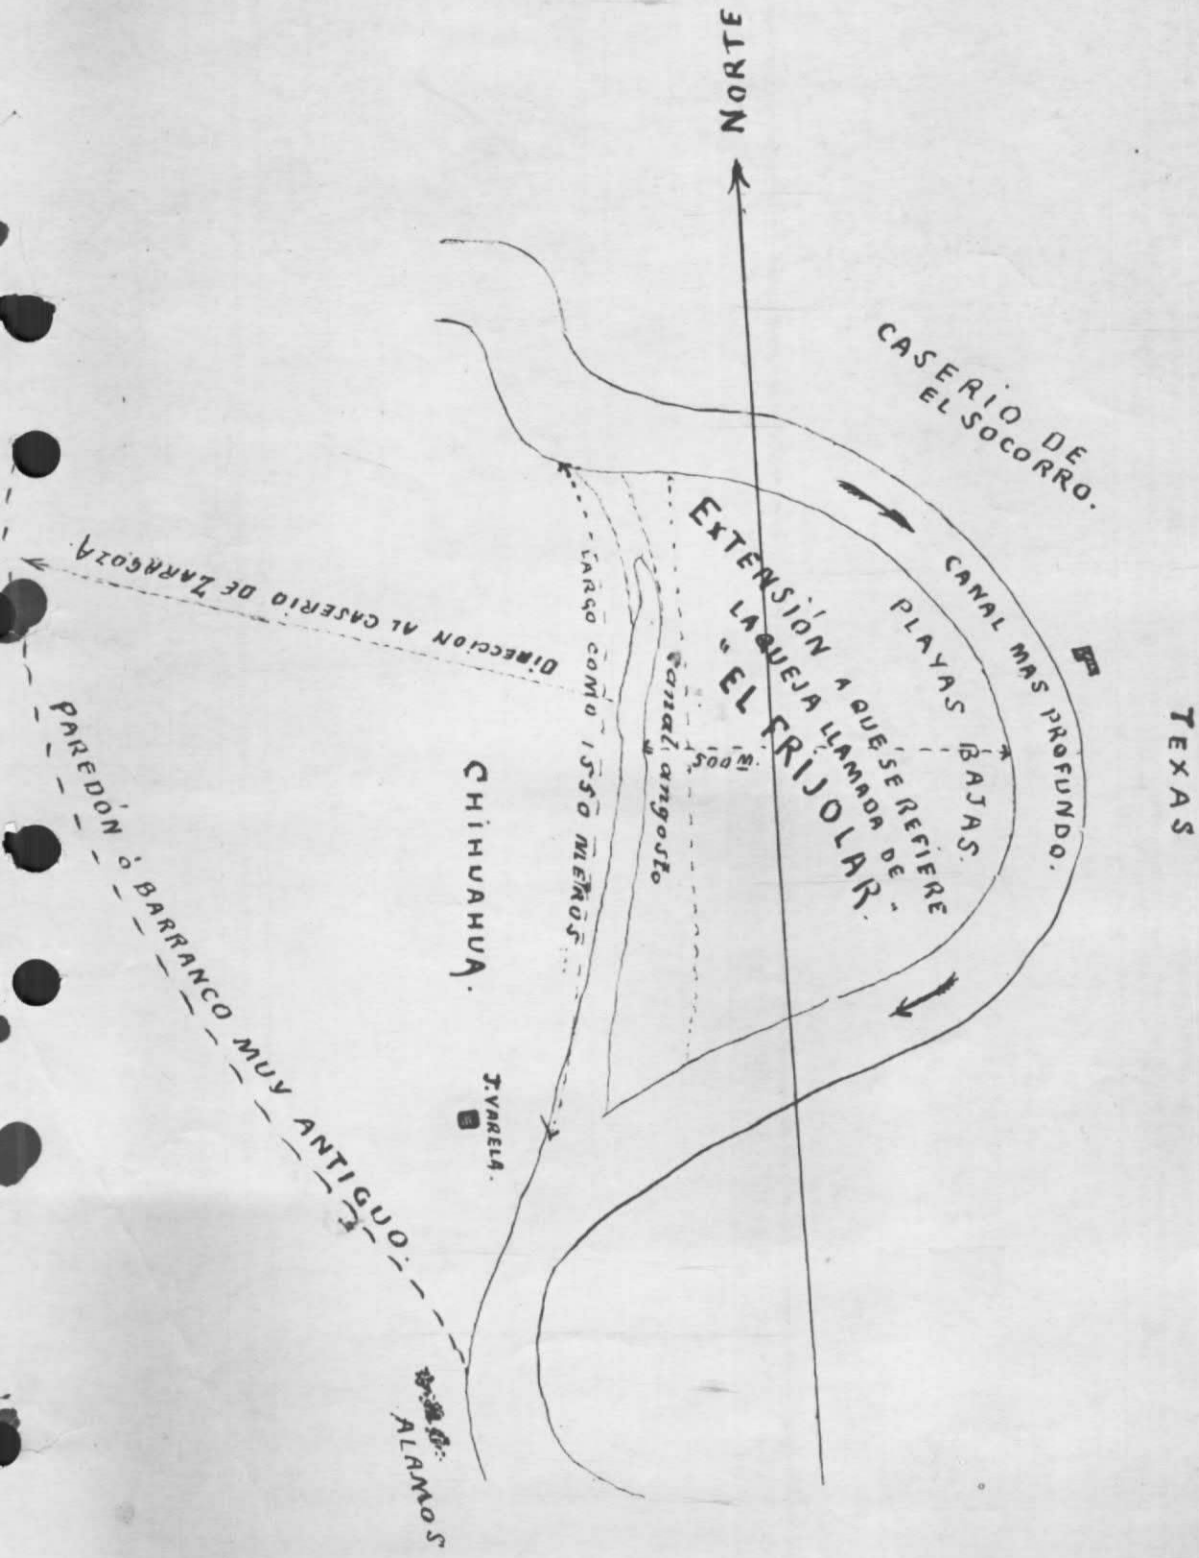 NORTE
TEXAS
CASERIO DE
EL SOCORRO.
CANAL MAS PROFUNDO.
PLAYAS BAJAS.
EXTENSIÓN A QUE SE REFIERE
LA QUEJA LLAMADA DE
"EL FRIJOLAR.
500 m.
canal angosto
LARGO COMO 1550 METROS
DIRECCION AL CASERIO DE ZARAGOZA.
CHIHUAHUA.
J. VARELA.
PAREDÓN Ó BARRANCO MUY ANTIGUO.
ALAMOS